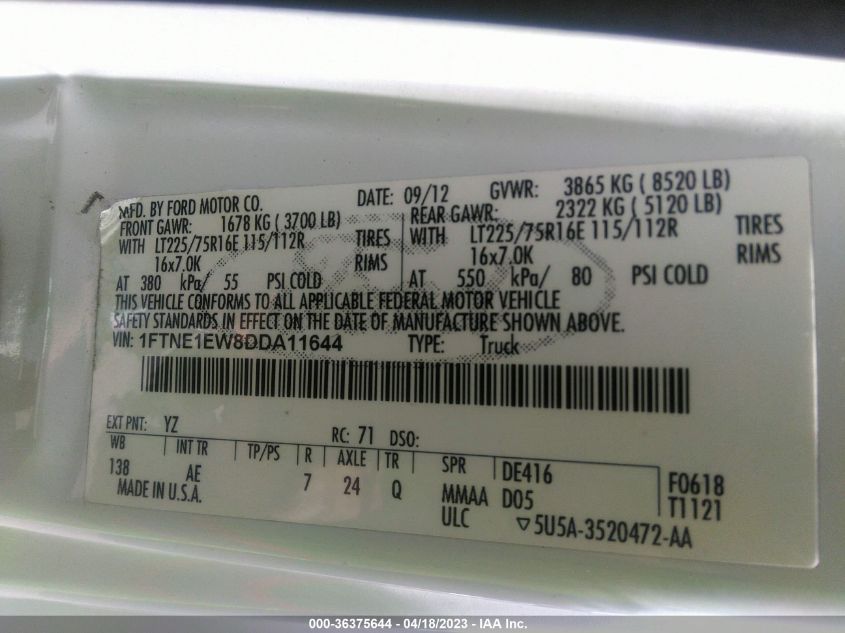 MFD. BY FORD MOTOR CO. DATE: 09/12 GVWR: 3865 KG ( 8520 LB)
FRONT GAWR: 1678 KG ( 3700 LB) REAR GAWR: 2322 KG ( 5120 LB)
WITH LT225/75R16E 115/112R TIRES WITH LT225/75R16E 115/112R TIRES
16x7.0K RIMS 16x7.0K RIMS
AT 380 kPa/ 55 PSI COLD AT 550 kPa/ 80 PSI COLD
THIS VEHICLE CONFORMS TO ALL APPLICABLE FEDERAL MOTOR VEHICLE
SAFETY STANDARDS IN EFFECT ON THE DATE OF MANUFACTURE SHOWN ABOVE.
VIN: 1FTNE1EW8DDA11644 TYPE: Truck
EXT PNT: YZ RC: 71 DSO:
WB INT TR TP/PS R AXLE TR SPR DE416 F0618
138 AE 7 24 Q MMAA D05 T1121
MADE IN U.S.A. ULC ▽5U5A-3520472-AA
000-36375644 - 04/18/2023 - IAA Inc.